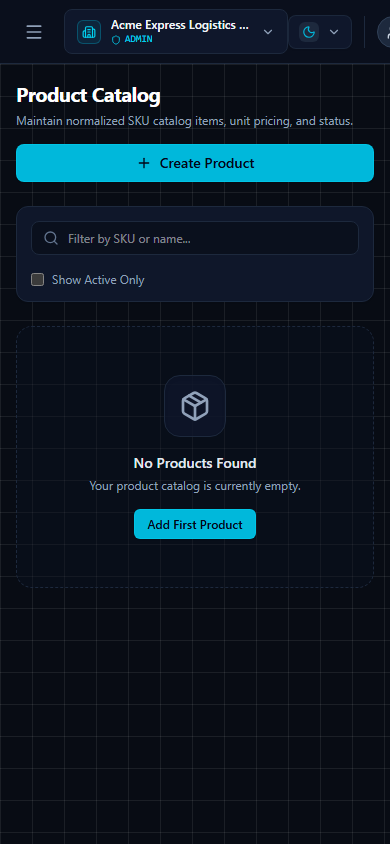 Acme Express Logistics ...
ADMIN
Product Catalog
Maintain normalized SKU catalog items, unit pricing, and status.
Create Product
Filter by SKU or name...
Show Active Only
No Products Found
Your product catalog is currently empty.
Add First Product